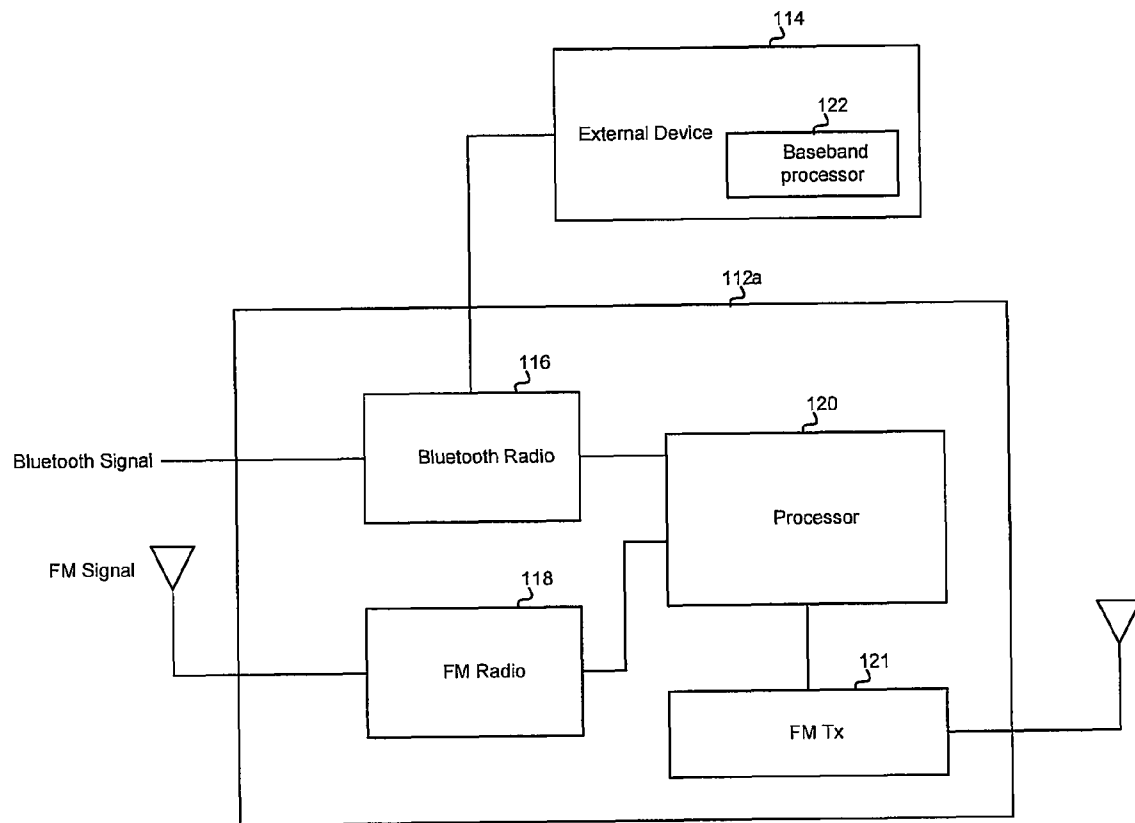 114
122
External Device
Baseband
processor
112a
116
120
Bluetooth Signal
Bluetooth Radio
Processor
FM Signal
118
FM Radio
121
FM Tx